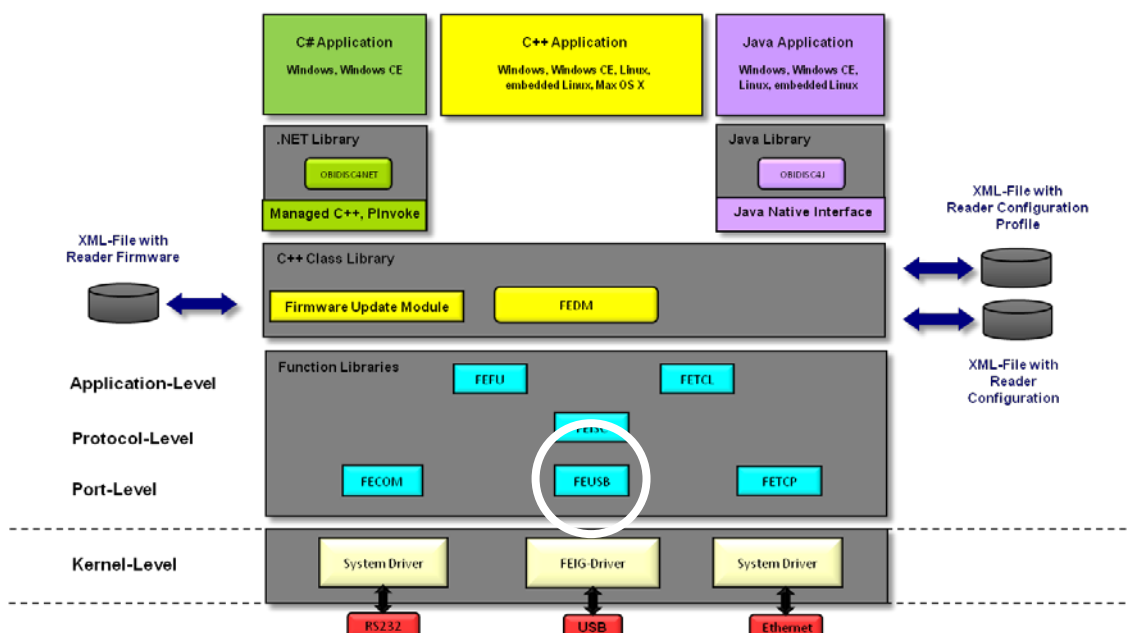 C# Application
Windows, Windows CE
C++ Application
Windows, Windows CE, Linux,
embedded Linux, Max OS X
Java Application
Windows, Windows CE,
Linux, embedded Linux
.NET Library
OBIDISC4NET
Managed C++, PInvoke
Java Library
OBIDISC4J
Java Native Interface
XML-File with
Reader Firmware
C++ Class Library
Firmware Update Module
FEDM
XML-File with
Reader Configuration
Profile
XML-File with
Reader
Configuration
Function Libraries
Application-Level
FEFU
FETCL
Protocol-Level
Port-Level
FECOM
FEUSB
FETCP
Kernel-Level
System Driver
FEIG-Driver
System Driver
RS232
USB
Ethernet